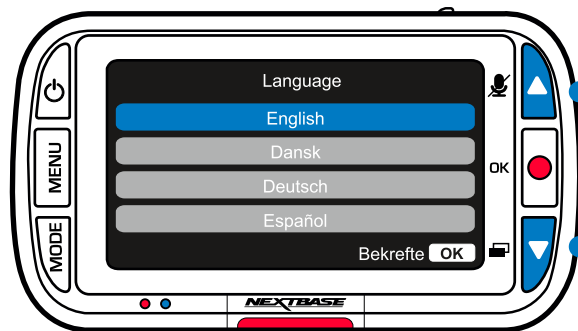 Language
English
Dansk
Deutsch
Español
Bekrefte OK
MENU
MODE
OK
NEXTBASE